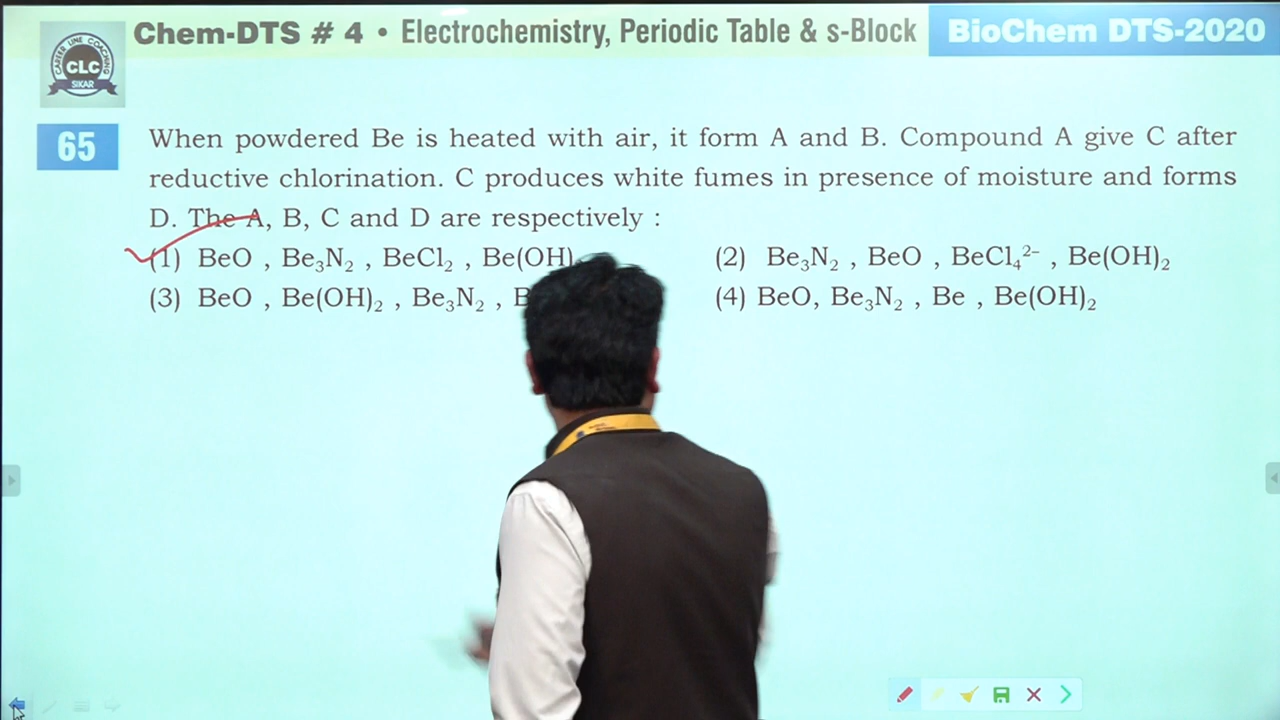 Chem-DTS # 4 • Electrochemistry, Periodic Table & s-Block
BioChem DTS-2020
CAREER LINE COACHING
CLC
SIKAR
65
When powdered Be is heated with air, it form A and B. Compound A give C after
reductive chlorination. C produces white fumes in presence of moisture and forms
D. The A, B, C and D are respectively :
(1) BeO , Be₃N₂ , BeCl₂ , Be(OH)
(2) Be₃N₂ , BeO , BeCl₄²⁻ , Be(OH)₂
(3) BeO , Be(OH)₂ , Be₃N₂ ,
(4) BeO, Be₃N₂ , Be , Be(OH)₂